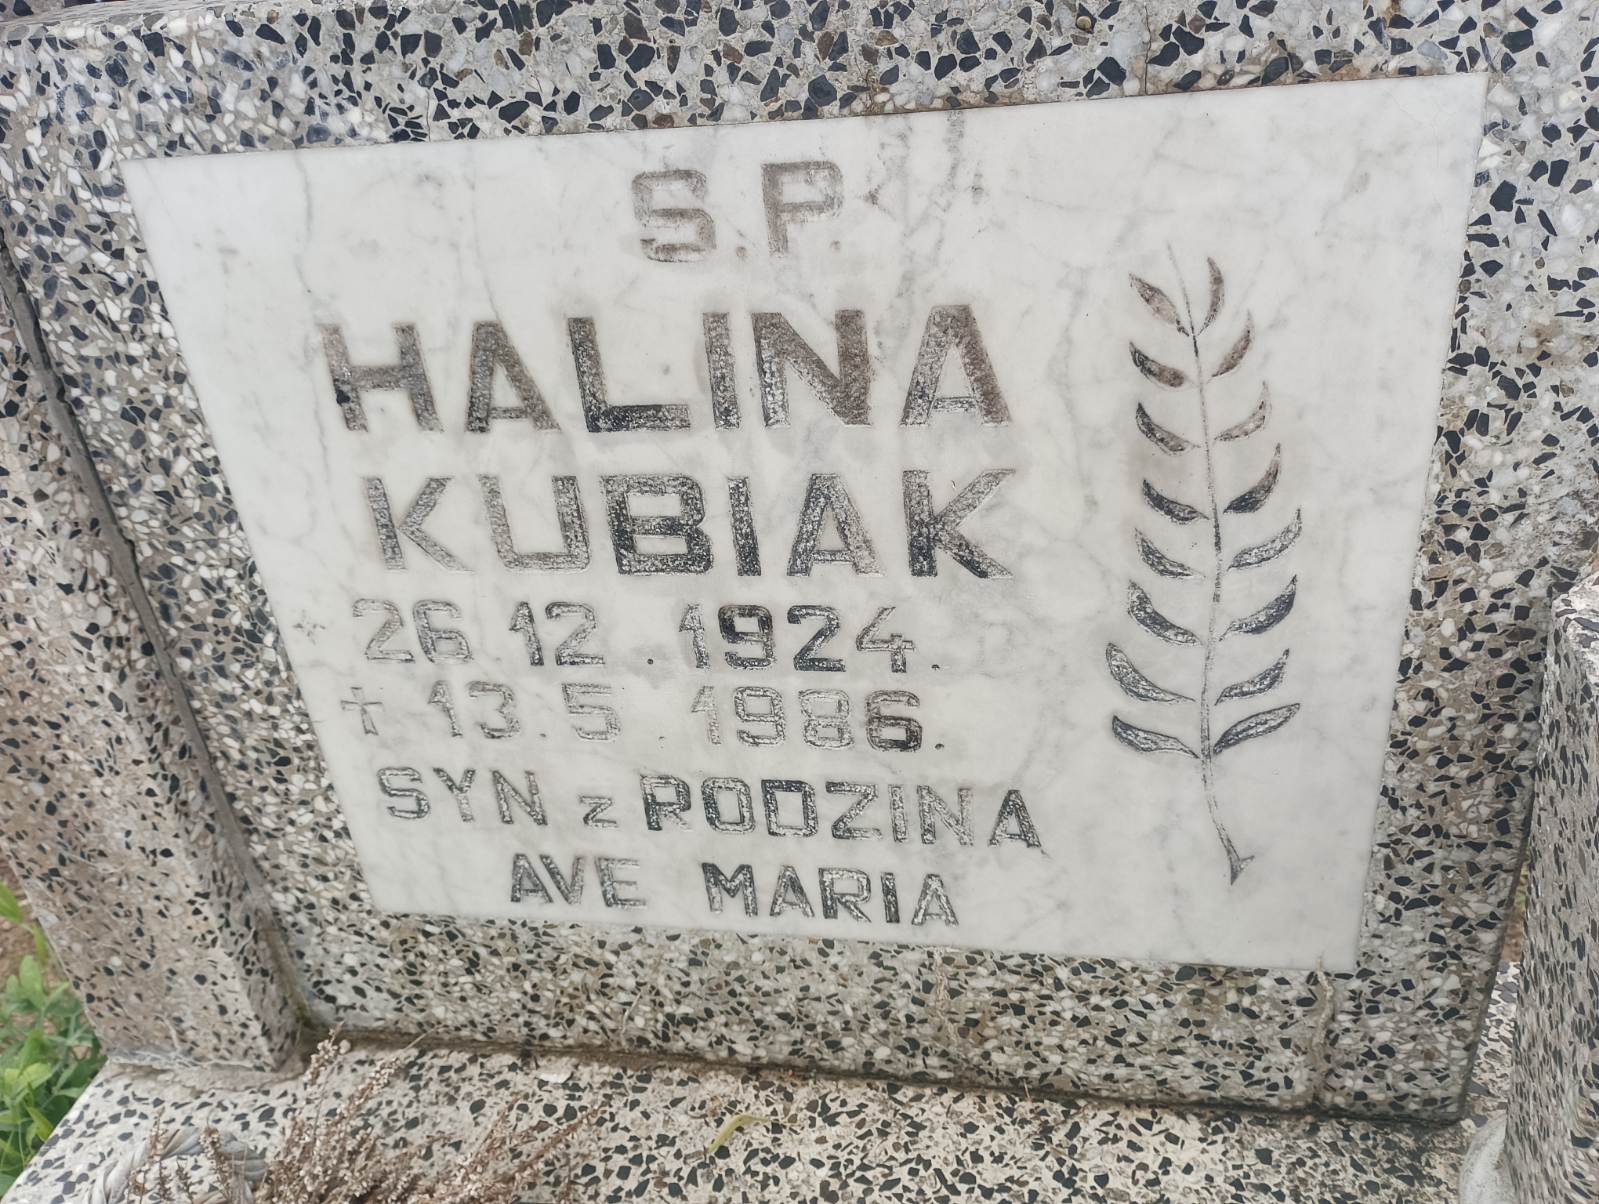 S.P.
HALINA
KUBIAK
* 26 12 . 1924.
† 13. 5 1986.
SYN z RODZINA
AVE MARIA